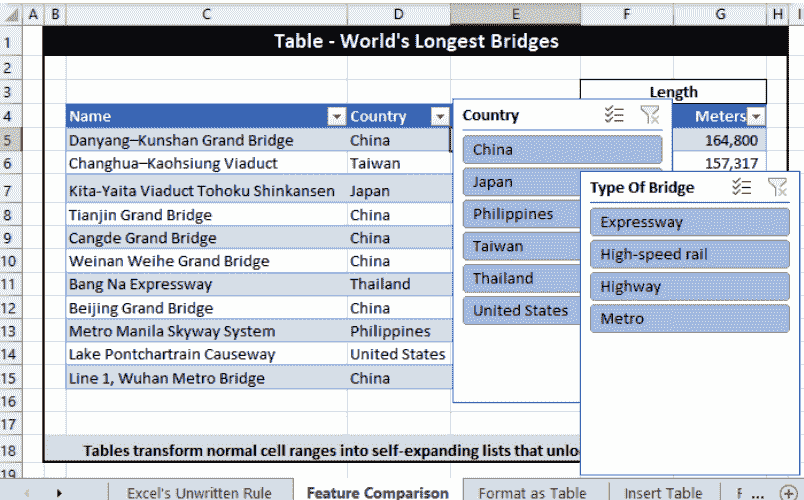 A B C D E F G H I
1 Table - World's Longest Bridges
2
3 Length
4 Name Country Meters
5 Danyang–Kunshan Grand Bridge China 164,800
6 Changhua–Kaohsiung Viaduct Taiwan 157,317
7 Kita-Yaita Viaduct Tohoku Shinkansen Japan
8 Tianjin Grand Bridge China
9 Cangde Grand Bridge China
10 Weinan Weihe Grand Bridge China
11 Bang Na Expressway Thailand
12 Beijing Grand Bridge China
13 Metro Manila Skyway System Philippines
14 Lake Pontchartrain Causeway United States
15 Line 1, Wuhan Metro Bridge China
16
17
18 Tables transform normal cell ranges into self-expanding lists that unlo
19
Country
China
Japan
Philippines
Taiwan
Thailand
United States
Type Of Bridge
Expressway
High-speed rail
Highway
Metro
Excel's Unwritten Rule Feature Comparison Format as Table Insert Table F ...